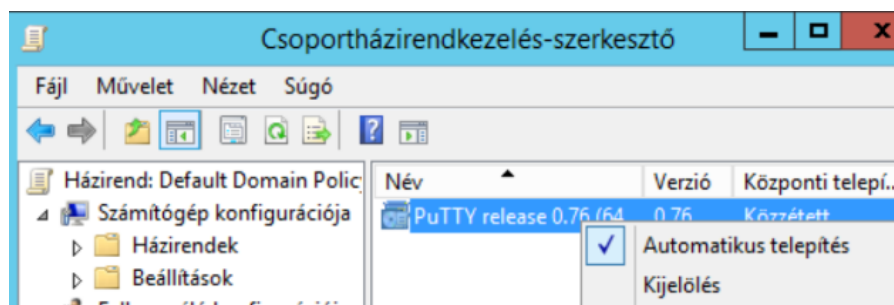 Csoportházirendkezelés-szerkesztő
Fájl Művelet Nézet Súgó
Házirend: Default Domain Polic
Név Verzió Központi telepí...
Számítógép konfigurációja
PuTTY release 0.76 (64 0.76 Közzétett
Házirendek
Automatikus telepítés
Beállítások
Kijelölés